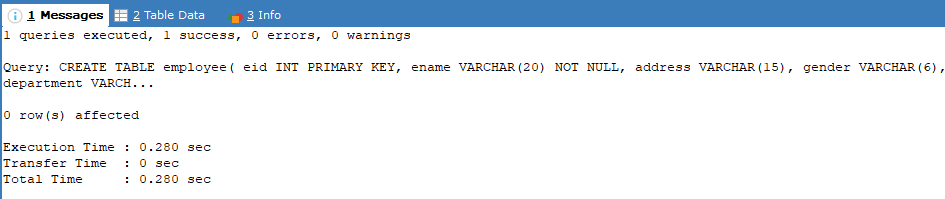 1 Messages 2 Table Data 3 Info
1 queries executed, 1 success, 0 errors, 0 warnings
Query: CREATE TABLE employee( eid INT PRIMARY KEY, ename VARCHAR(20) NOT NULL, address VARCHAR(15), gender VARCHAR(6),
department VARCH...
0 row(s) affected
Execution Time : 0.280 sec
Transfer Time  : 0 sec
Total Time     : 0.280 sec